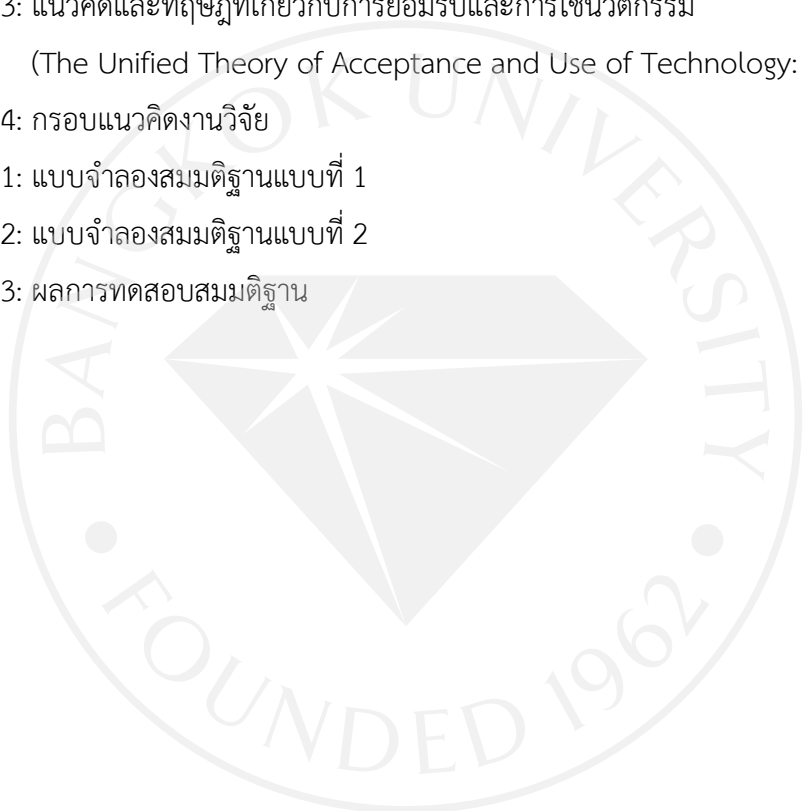 3: แนวคิดและทฤษฎีที่เกี่ยวกับการยอมรับและการใช้นวัตกรรม
(The Unified Theory of Acceptance and Use of Technology:
4: กรอบแนวคิดงานวิจัย
1: แบบจำลองสมมติฐานแบบที่ 1
2: แบบจำลองสมมติฐานแบบที่ 2
3: ผลการทดสอบสมมติฐาน
BANGKOK UNIVERSITY
FOUNDED 1962